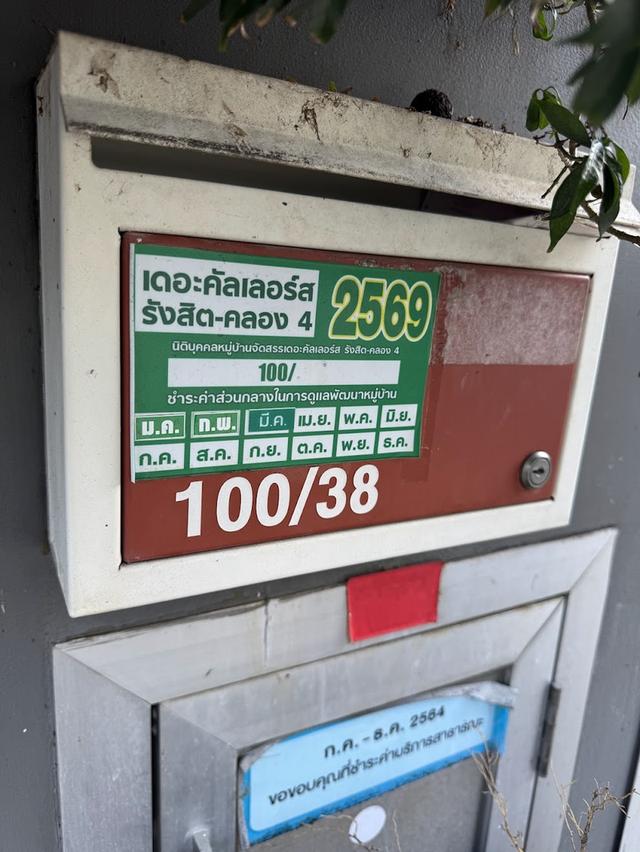 เดอะคัลเลอร์ส
รังสิต-คลอง 4
2569
นิติบุคคลหมู่บ้านจัดสรรเดอะคัลเลอร์ส รังสิต-คลอง 4
100/
ชำระค่าส่วนกลางในการดูแลพัฒนาหมู่บ้าน
ม.ค. ก.พ. มี.ค. เม.ย. พ.ค. มิ.ย.
ก.ค. ส.ค. ก.ย. ต.ค. พ.ย. ธ.ค.
100/38
ก.ค. - ธ.ค. 2564
ขอขอบคุณที่ชำระค่าบริการสาธารณะ